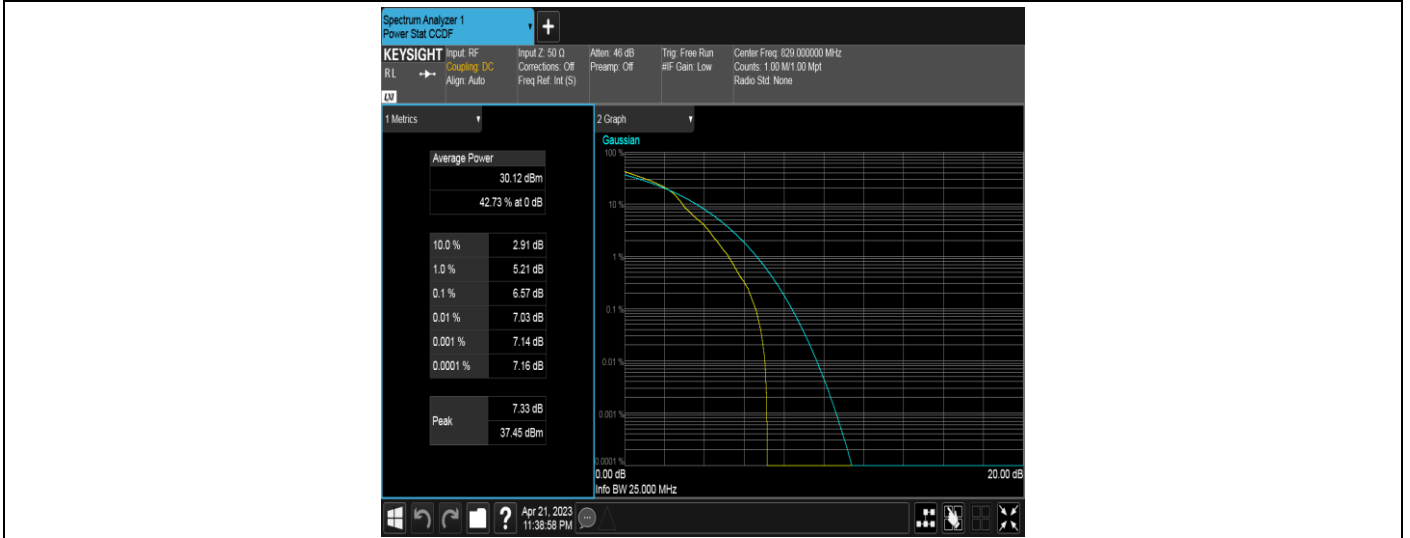 Spectrum Analyzer 1
Power Stat CCDF
+
KEYSIGHT
RL
LXI
Input: RF
Coupling: DC
Align: Auto
Input Z: 50 Ω
Corrections: Off
Freq Ref: Int (S)
Atten: 46 dB
Preamp: Off
Trig: Free Run
#IF Gain: Low
Center Freq: 829.000000 MHz
Counts: 1.00 M/1.00 Mpt
Radio Std: None
1 Metrics
Average Power
30.12 dBm
42.73 % at 0 dB
10.0 % 2.91 dB
1.0 % 5.21 dB
0.1 % 6.57 dB
0.01 % 7.03 dB
0.001 % 7.14 dB
0.0001 % 7.16 dB
Peak
7.33 dB
37.45 dBm
2 Graph
Gaussian
100 %
10 %
1 %
0.1 %
0.01 %
0.001 %
0.0001 %
0.00 dB 20.00 dB
Info BW 25.000 MHz
?
Apr 21, 2023
11:38:58 PM